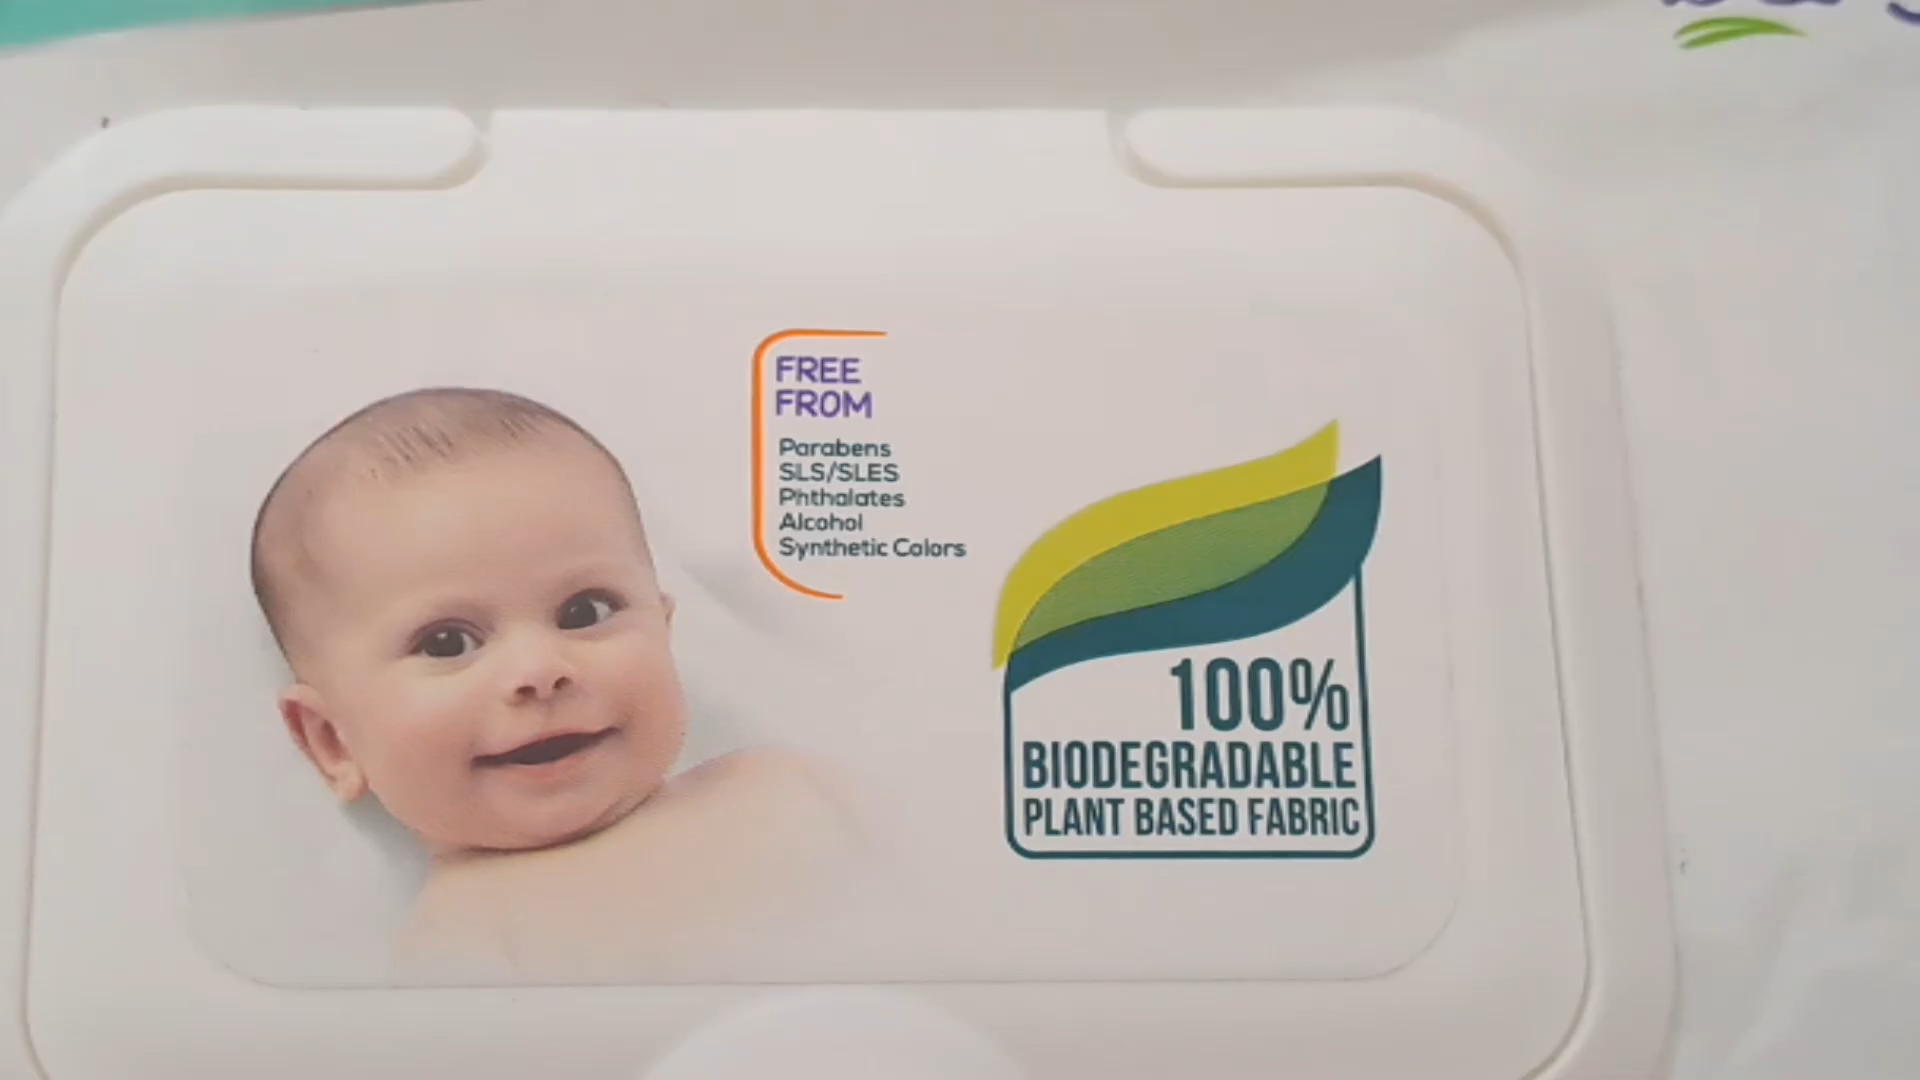 FREE
FROM
Parabens
SLS/SLES
Phthalates
Alcohol
Synthetic Colors
100%
BIODEGRADABLE
PLANT BASED FABRIC